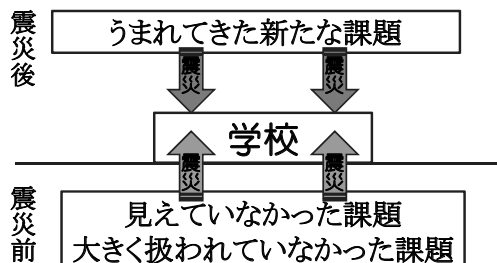 震災後
うまれてきた新たな課題
震災
震災
学校
震災
震災
震災前
見えていなかった課題
大きく扱われていなかった課題